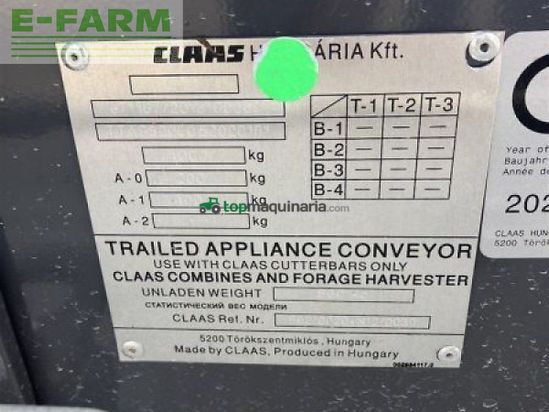 E-FARM
CLAAS H ÁRIA Kft.
T-1 T-2 T-3
B-1 — — —
B-2 — — —
B-3 — — —
B-4 — — —
kg
A-0 kg
A-1 kg
A-2 kg
topmaquinaria.com
TRAILED APPLIANCE CONVEYOR
USE WITH CLAAS CUTTERBARS ONLY
CLAAS COMBINES AND FORAGE HARVESTER
UNLADEN WEIGHT
СТАТИСТИЧЕСКИЙ ВЕС МОДЕЛИ
CLAAS Ref. Nr.
5200 Törökszentmiklós, Hungary
Made by CLAAS, Produced in Hungary
Year of
Baujahr
Année de
202
CLAAS HUN
5200 Törö